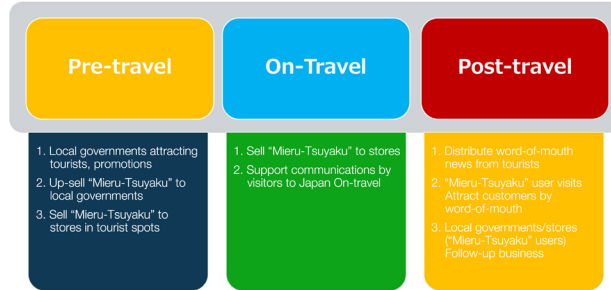 Pre-travel
On-Travel
Post-travel
1. Local governments attracting
tourists, promotions
2. Up-sell “Mieru-Tsuyaku” to
local governments
3. Sell “Mieru-Tsuyaku” to
stores in tourist spots
1. Sell “Mieru-Tsuyaku” to stores
2. Support communications by
visitors to Japan On-travel
1. Distribute word-of-mouth
news from tourists
2. “Mieru-Tsuyaku” user visits
Attract customers by
word-of-mouth
3. Local governments/stores
(“Mieru-Tsuyaku” users)
Follow-up business